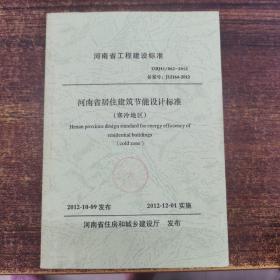 河南省工程建设标准
DBJ41/062-2012
备案号：J12164-2012
河南省居住建筑节能设计标准
（寒冷地区）
Henan province design standard for energy efficiency of
residential buildings
（cold zone）
2012-10-09 发布 2012-12-01 实施
河南省住房和城乡建设厅 发布